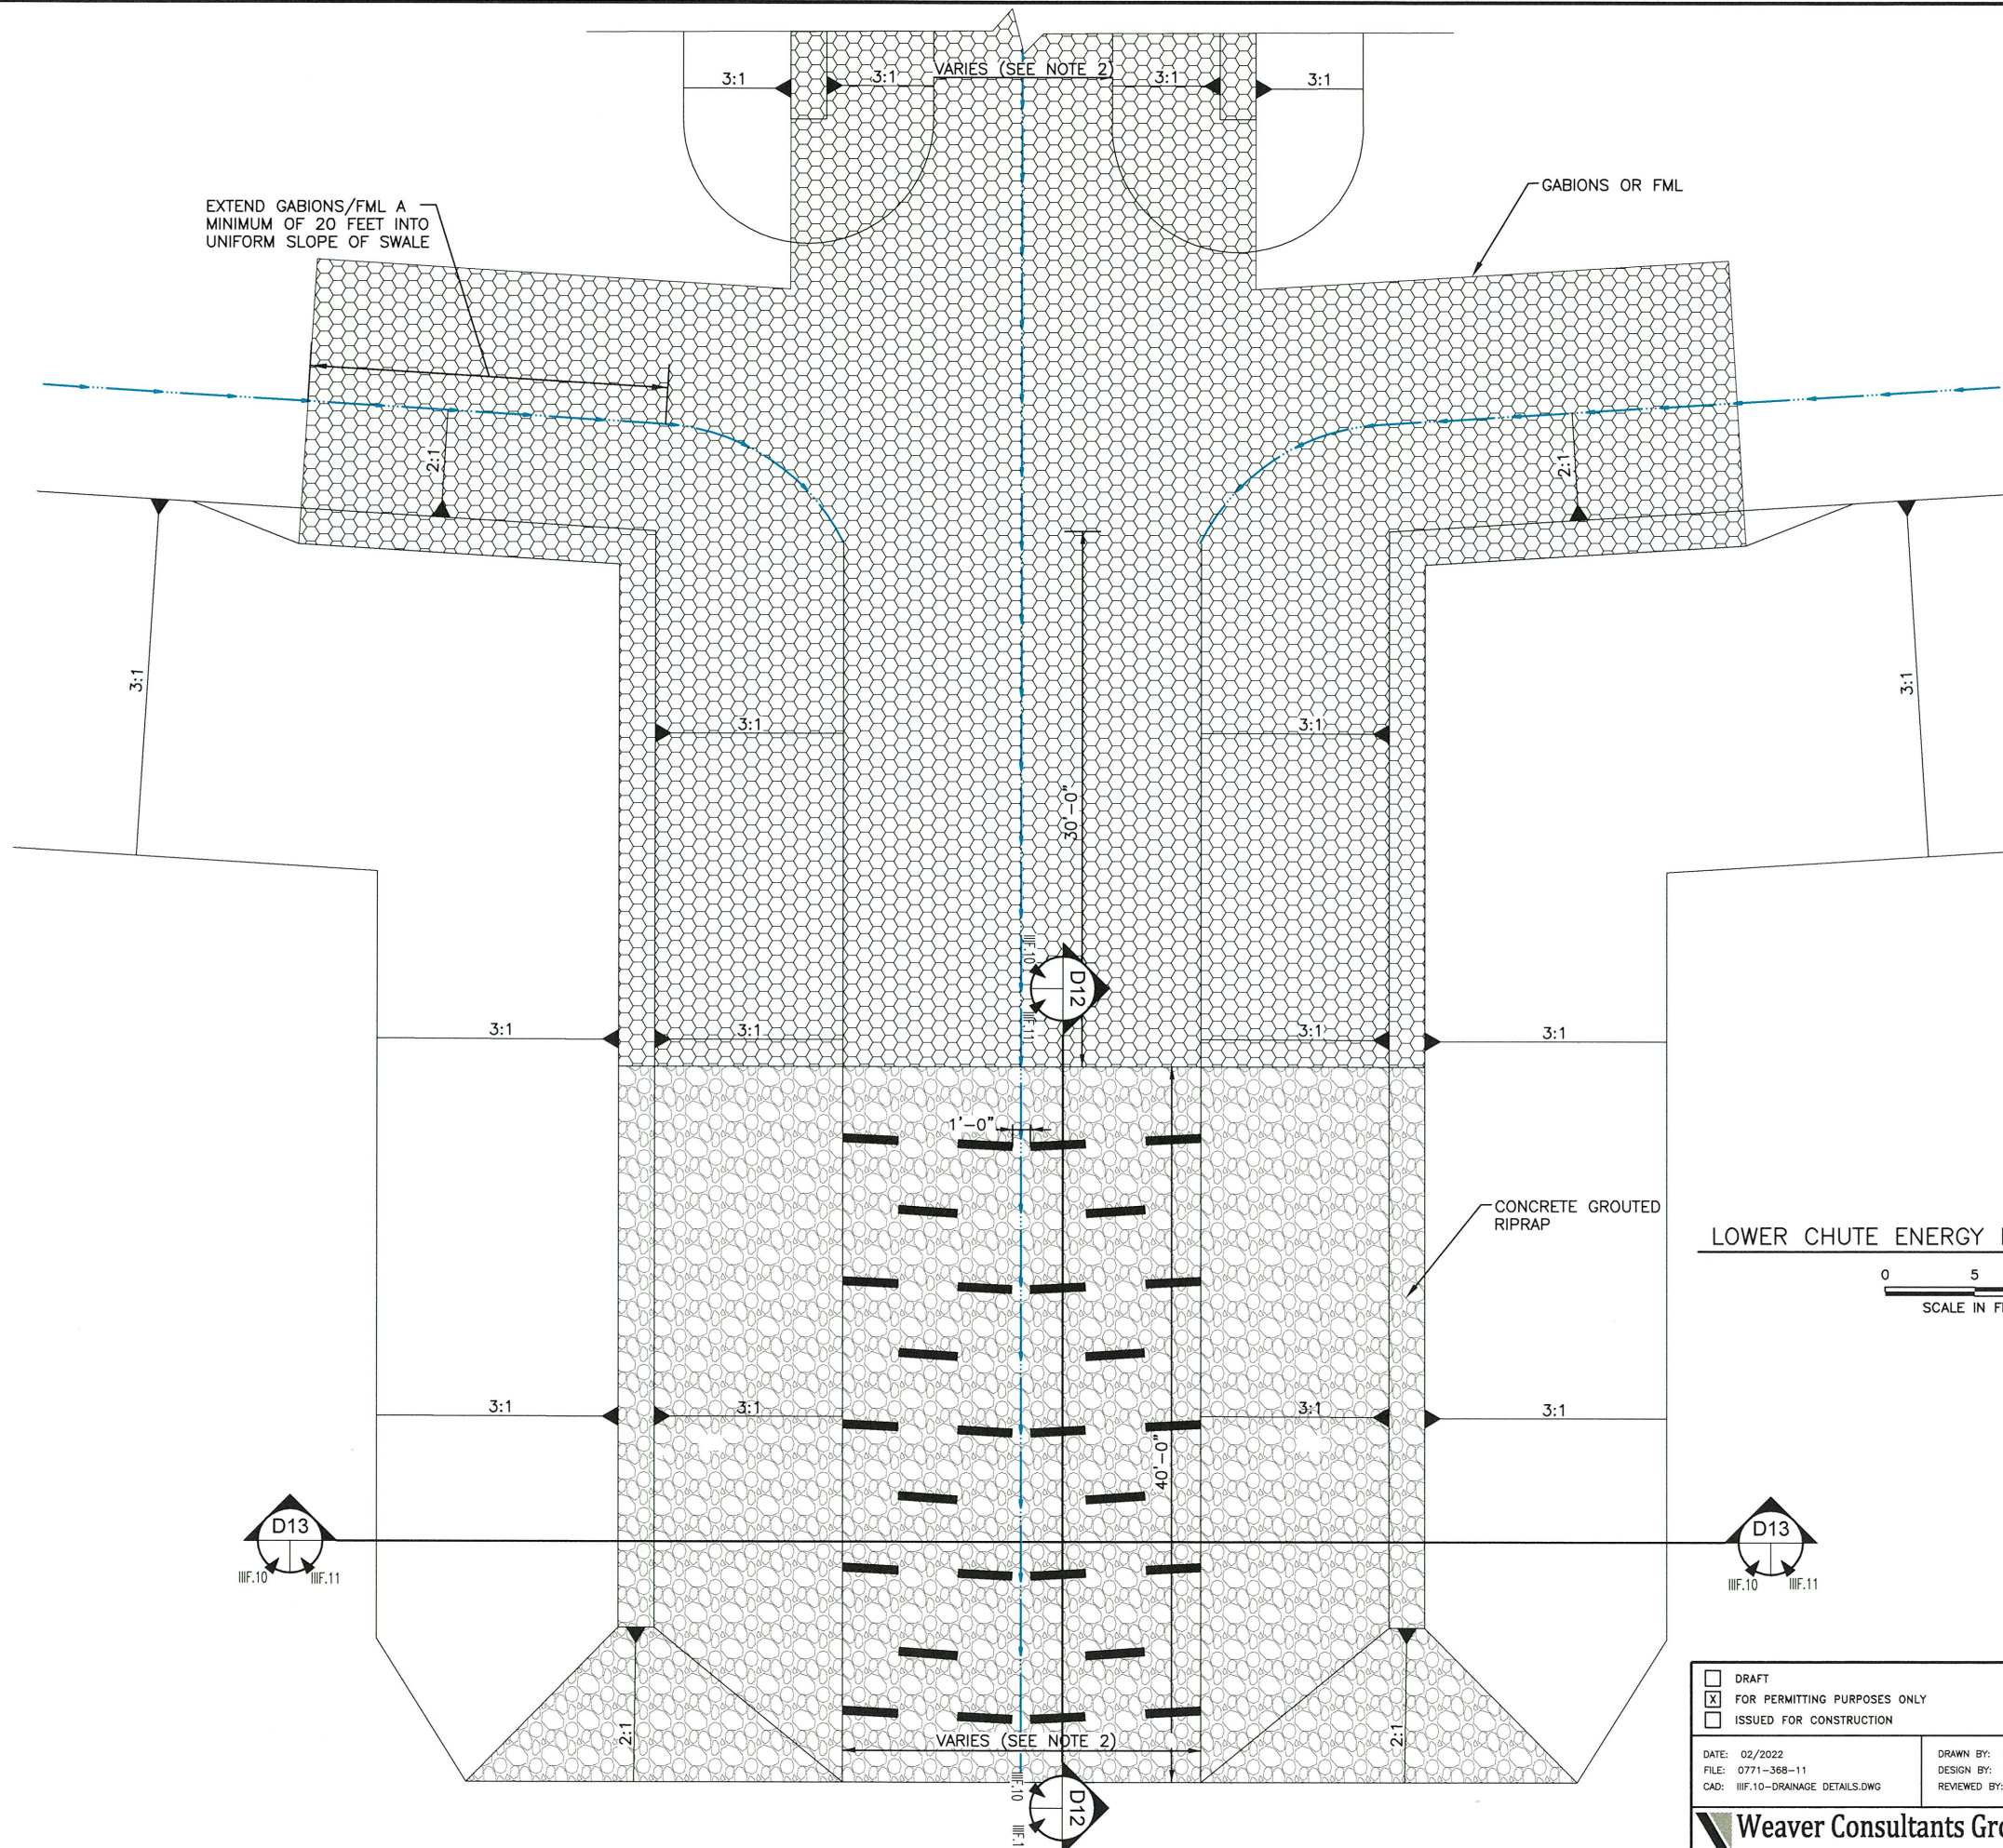 VARIES (SEE NOTE 2)
3:1
3:1
3:1
3:1
EXTEND GABIONS/FML A
MINIMUM OF 20 FEET INTO
UNIFORM SLOPE OF SWALE
GABIONS OR FML
2:1
2:1
3:1
3:1
3:1
3:1
30'-0"
IIIF.10
D12
IIIF.11
3:1
3:1
3:1
3:1
1'-0"
CONCRETE GROUTED
RIPRAP
LOWER CHUTE ENERGY
0 5
SCALE IN
3:1
3:1
3:1
3:1
40'-0"
D13
IIIF.10 IIIF.11
D13
IIIF.10 IIIF.11
2:1
2:1
VARIES (SEE NOTE 2)
IIIF.10
D12
DRAFT
X FOR PERMITTING PURPOSES ONLY
ISSUED FOR CONSTRUCTION
DATE: 02/2022
FILE: 0771-368-11
CAD: IIIF.10-DRAINAGE DETAILS.DWG
DRAWN BY:
DESIGN BY:
REVIEWED BY:
Weaver Consultants